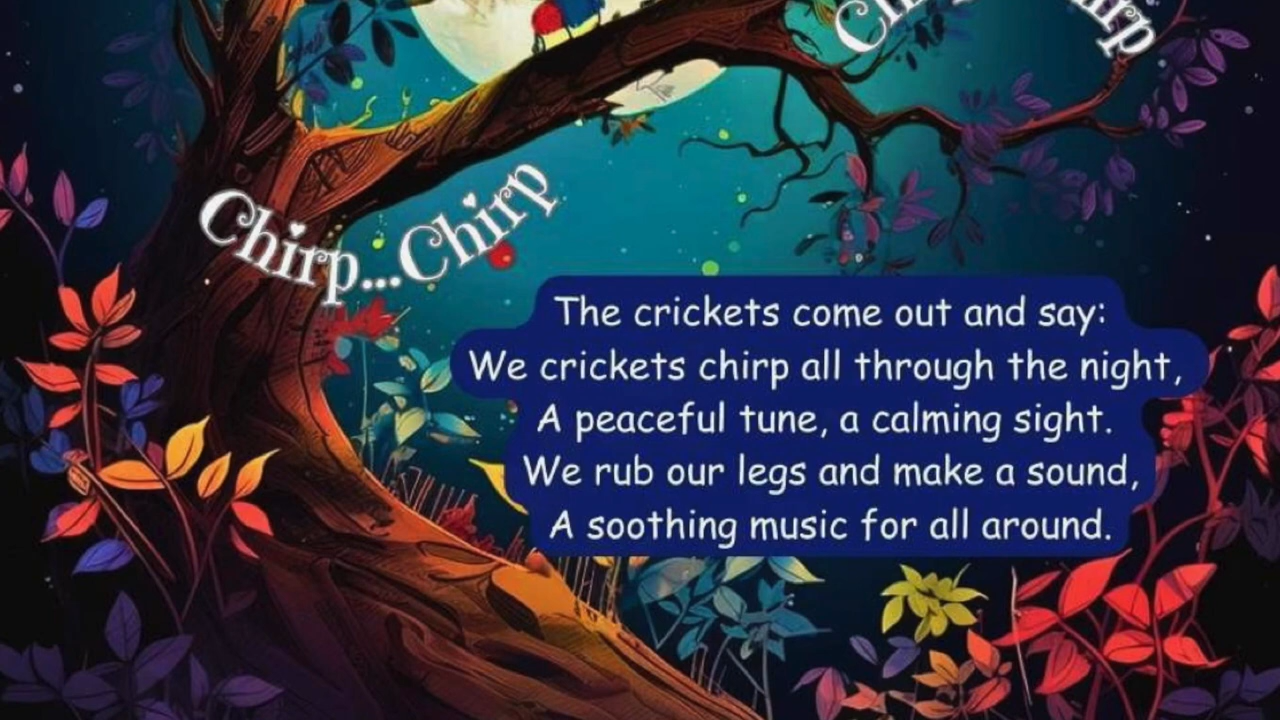 Chirp...Chirp
The crickets come out and say:
We crickets chirp all through the night,
A peaceful tune, a calming sight.
We rub our legs and make a sound,
A soothing music for all around.